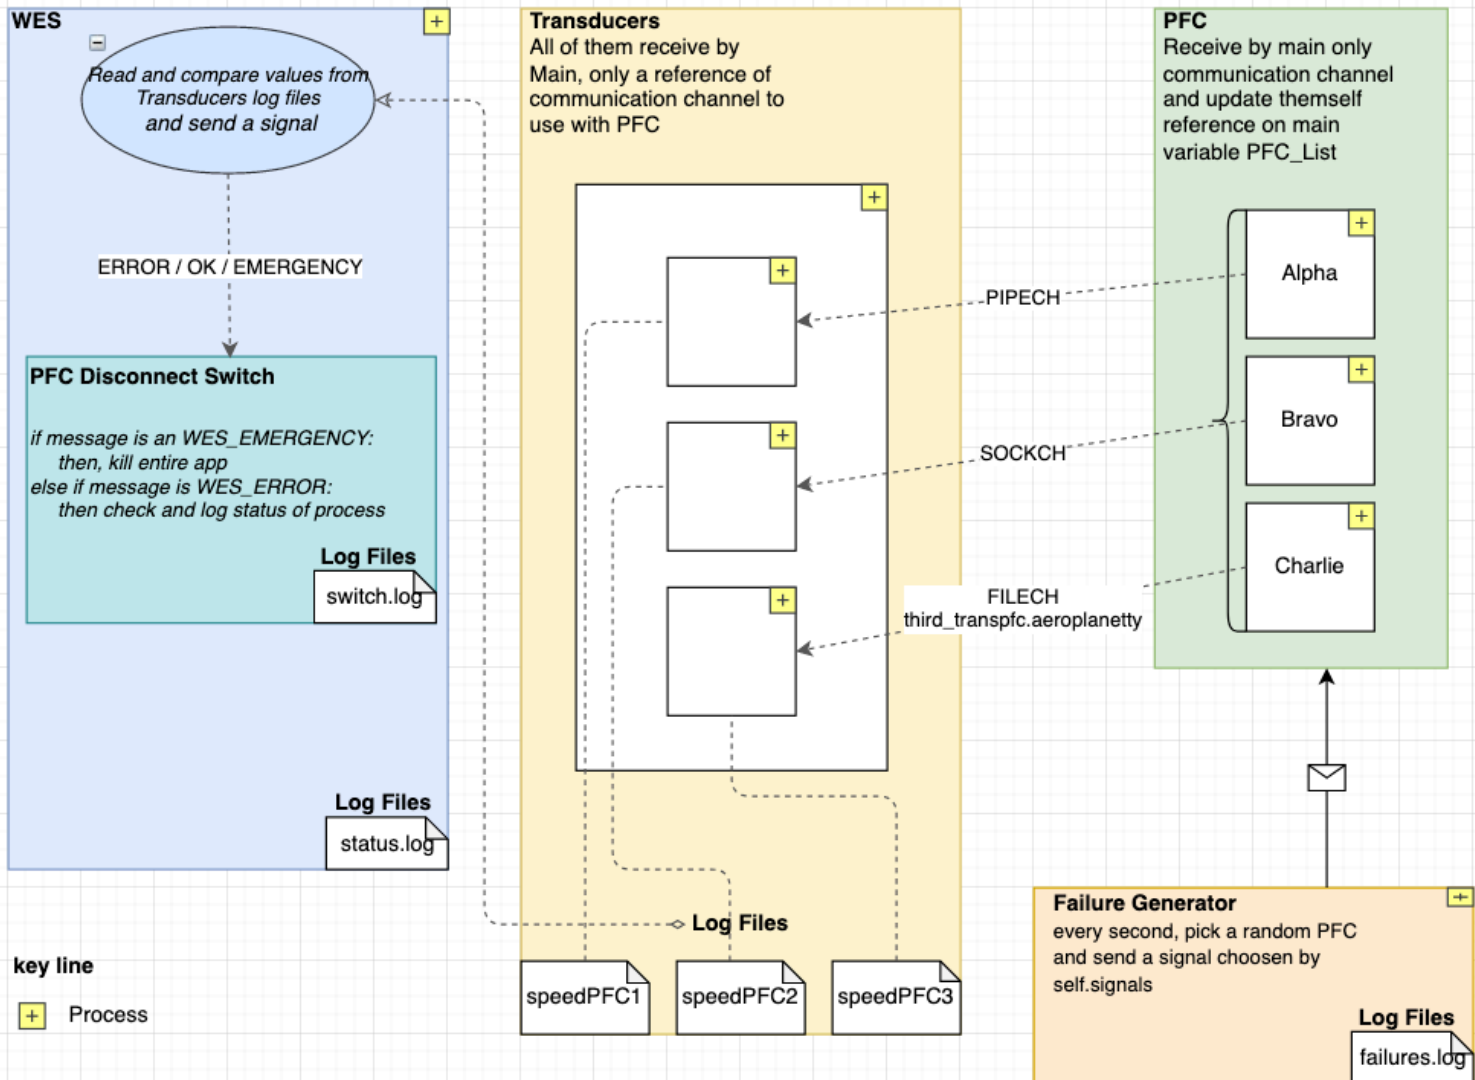 WES
Read and compare values from
Transducers log files
and send a signal
ERROR / OK / EMERGENCY
PFC Disconnect Switch
if message is an WES_EMERGENCY:
then, kill entire app
else if message is WES_ERROR:
then check and log status of process
Log Files
switch.log
Log Files
status.log
key line
Process
Transducers
All of them receive by
Main, only a reference of
communication channel to
use with PFC
Log Files
speedPFC1
speedPFC2
speedPFC3
PIPECH
SOCKCH
FILECH
third_transpfc.aeroplanetty
PFC
Receive by main only
communication channel
and update themself
reference on main
variable PFC_List
Alpha
Bravo
Charlie
Failure Generator
every second, pick a random PFC
and send a signal choosen by
self.signals
Log Files
failures.log